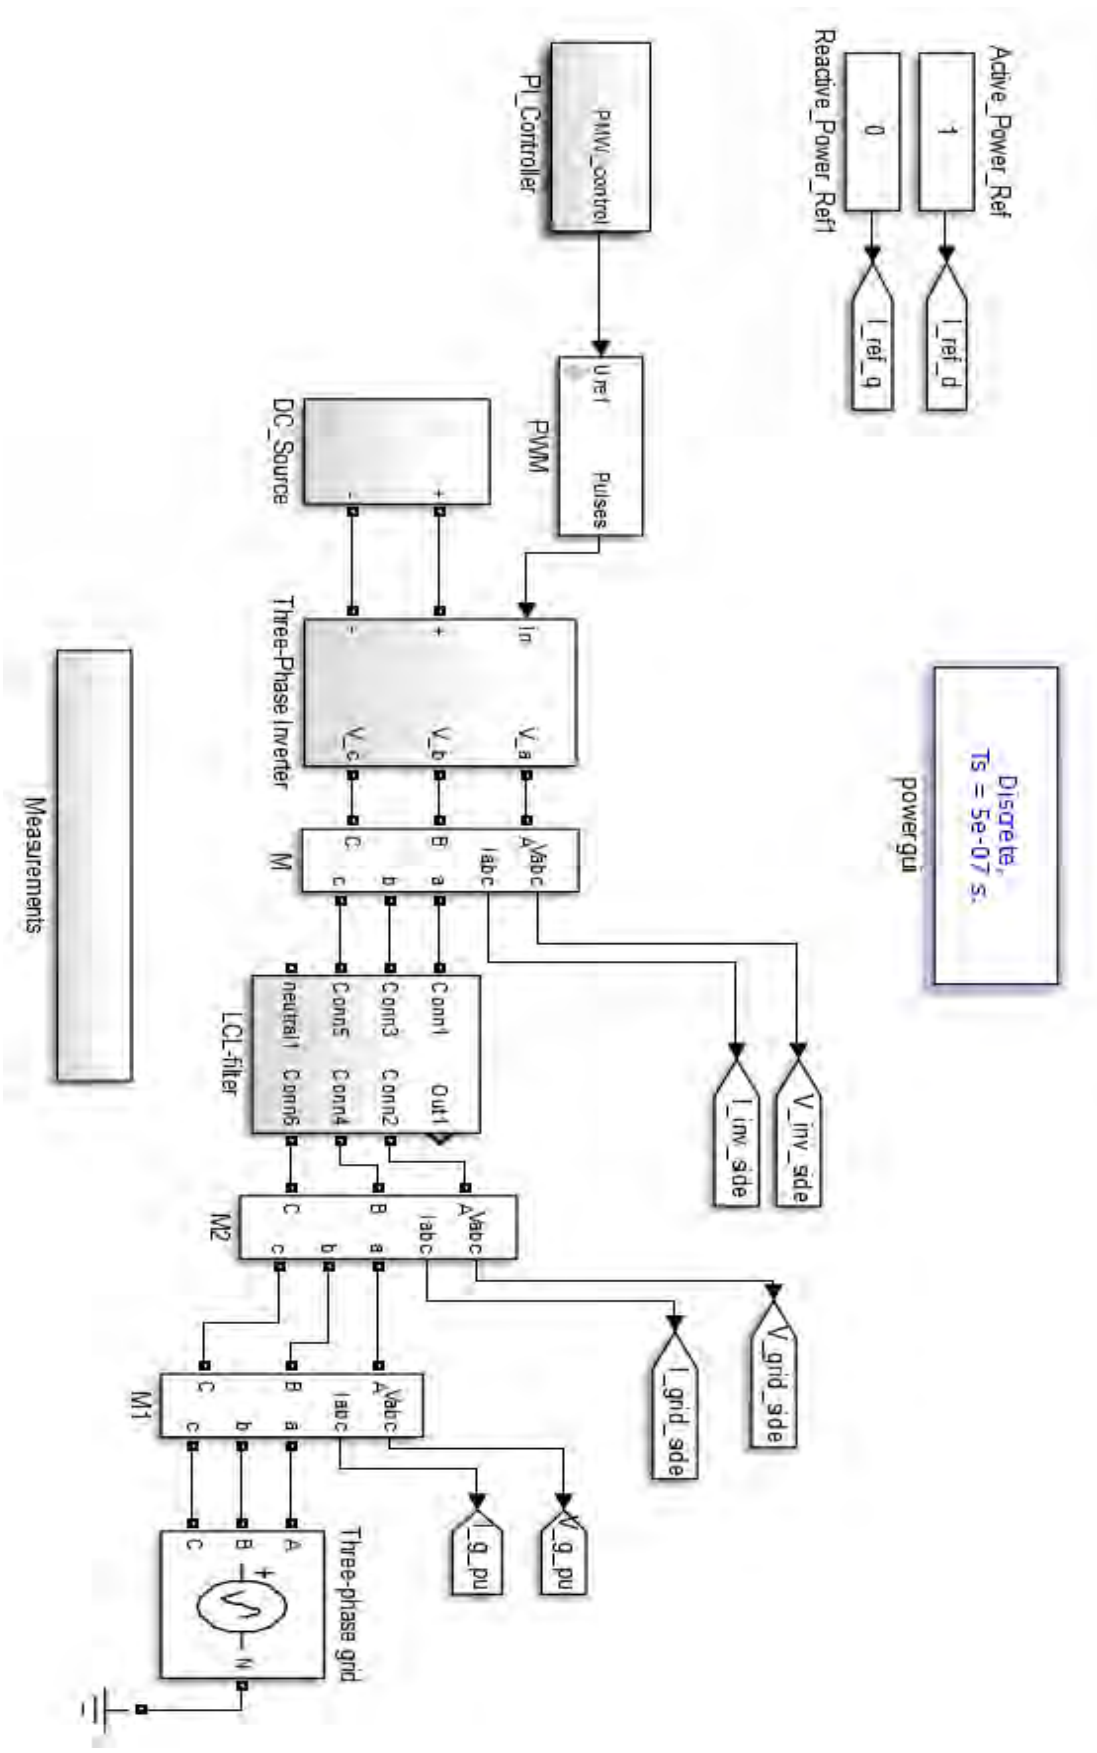 Active_Power_Ref
1
I_ref_d
Reactive_Power_Ref1
0
I_ref_q
Discrete,
Ts = 5e-07 s.
powergui
PMW_control
PI_Controller
Uref
Pulses
PWM
+
-
DC_Source
In
+
-
V_a
V_b
V_c
Three-Phase Inverter
Vabc
Iabc
A
B
C
a
b
c
M
V_inv_side
I_inv_side
Conn1
Conn3
Conn5
neutral1
Out1
Conn2
Conn4
Conn6
LCL-filter
Vabc
Iabc
A
B
C
a
b
c
M2
V_grid_side
I_grid_side
Vabc
Iabc
A
B
C
a
b
c
M1
V_g_pu
I_g_pu
Three-phase grid
A
B
C
+
N
Measurements